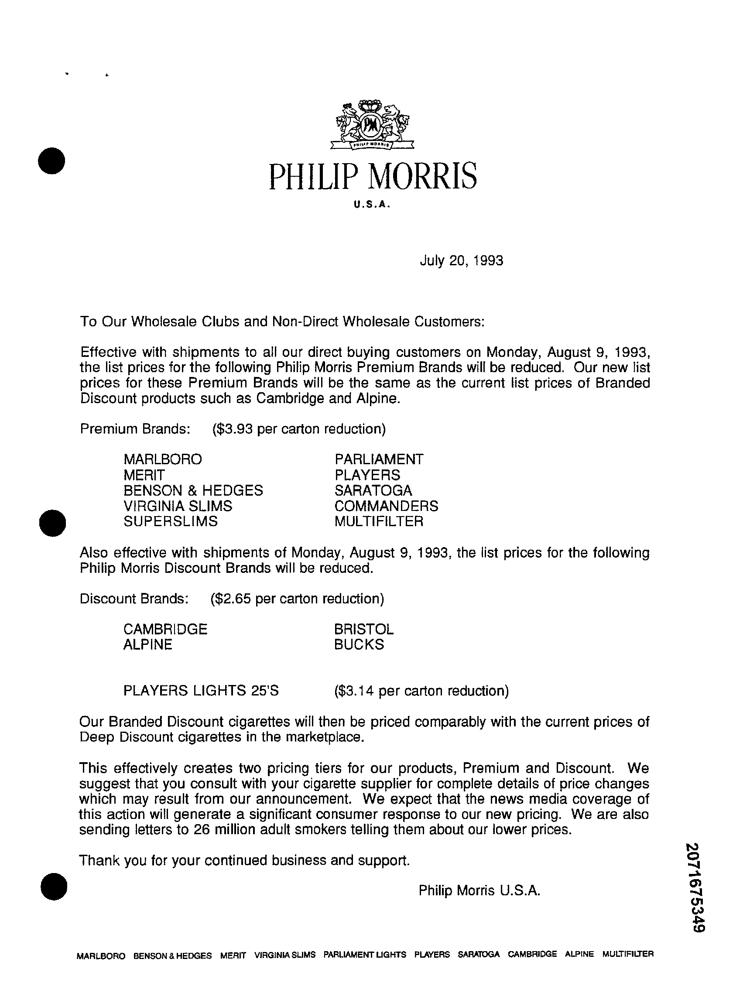 PM
PHILIP MORRIS
PHILIP MORRIS
U.S.A.
July 20, 1993
To Our Wholesale Clubs and Non-Direct Wholesale Customers:
Effective with shipments to all our direct buying customers on Monday, August 9, 1993,
the list prices for the following Philip Morris Premium Brands will be reduced. Our new list
prices for these Premium Brands will be the same as the current list prices of Branded
Discount products such as Cambridge and Alpine.
Premium Brands: ($3.93 per carton reduction)
MARLBORO PARLIAMENT
MERIT PLAYERS
BENSON & HEDGES SARATOGA
VIRGINIA SLIMS COMMANDERS
SUPERSLIMS MULTIFILTER
Also effective with shipments of Monday, August 9, 1993, the list prices for the following
Philip Morris Discount Brands will be reduced.
Discount Brands: ($2.65 per carton reduction)
CAMBRIDGE BRISTOL
ALPINE BUCKS
PLAYERS LIGHTS 25'S ($3.14 per carton reduction)
Our Branded Discount cigarettes will then be priced comparably with the current prices of
Deep Discount cigarettes in the marketplace.
This effectively creates two pricing tiers for our products, Premium and Discount. We
suggest that you consult with your cigarette supplier for complete details of price changes
which may result from our announcement. We expect that the news media coverage of
this action will generate a significant consumer response to our new pricing. We are also
sending letters to 26 million adult smokers telling them about our lower prices.
Thank you for your continued business and support.
Philip Morris U.S.A.
2071675349
MARLBORO BENSON & HEDGES MERIT VIRGINIA SLIMS PARLIAMENT LIGHTS PLAYERS SARATOGA CAMBRIDGE ALPINE MULTIFILTER